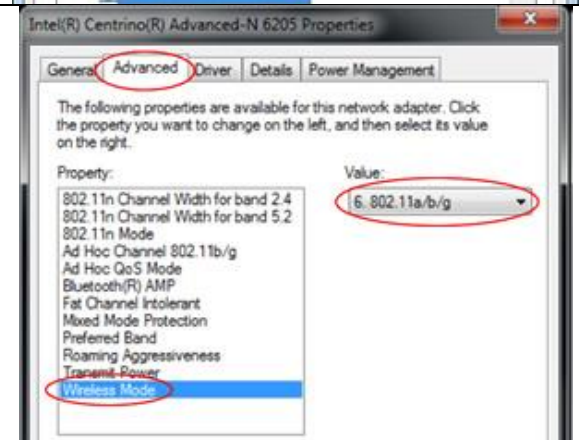 Intel(R) Centrino(R) Advanced-N 6205 Properties
General Advanced Driver Details Power Management
The following properties are available for this network adapter. Click
the property you want to change on the left, and then select its value
on the right.
Property:
Value:
802.11n Channel Width for band 2.4
6. 802.11a/b/g
802.11n Channel Width for band 5.2
802.11n Mode
Ad Hoc Channel 802.11b/g
Ad Hoc QoS Mode
Bluetooth(R) AMP
Fat Channel Intolerant
Mixed Mode Protection
Preferred Band
Roaming Aggressiveness
Transmit Power
Wireless Mode